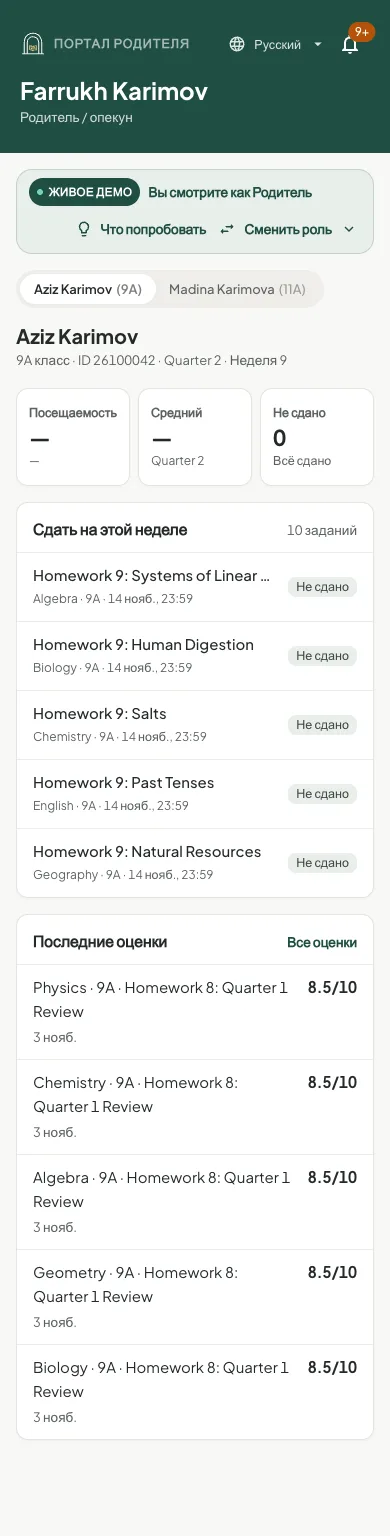 ПОРТАЛ РОДИТЕЛЯ
Русский
9+
Farrukh Karimov
Родитель / опекун
ЖИВОЕ ДЕМО Вы смотрите как Родитель
Что попробовать
Сменить роль
Aziz Karimov (9A)
Madina Karimova (11A)
Aziz Karimov
9A класс · ID 26100042 · Quarter 2 · Неделя 9
Посещаемость
—
—
Средний
—
Quarter 2
Не сдано
0
Всё сдано
Сдать на этой неделе
10 заданий
Homework 9: Systems of Linear ...
Algebra · 9A · 14 нояб., 23:59
Не сдано
Homework 9: Human Digestion
Biology · 9A · 14 нояб., 23:59
Не сдано
Homework 9: Salts
Chemistry · 9A · 14 нояб., 23:59
Не сдано
Homework 9: Past Tenses
English · 9A · 14 нояб., 23:59
Не сдано
Homework 9: Natural Resources
Geography · 9A · 14 нояб., 23:59
Не сдано
Последние оценки
Все оценки
Physics · 9A · Homework 8: Quarter 1
Review
8.5/10
3 нояб.
Chemistry · 9A · Homework 8:
Quarter 1 Review
8.5/10
3 нояб.
Algebra · 9A · Homework 8: Quarter 1
Review
8.5/10
3 нояб.
Geometry · 9A · Homework 8:
Quarter 1 Review
8.5/10
3 нояб.
Biology · 9A · Homework 8: Quarter 1
Review
8.5/10
3 нояб.